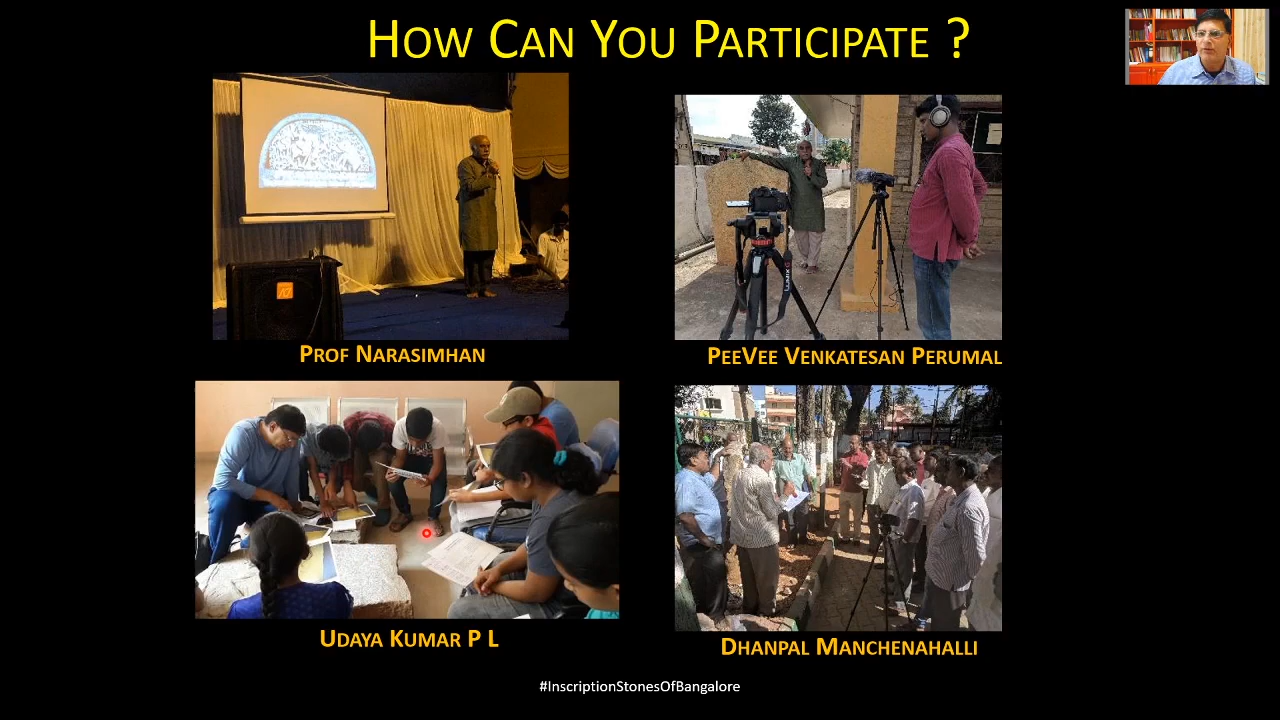 How Can You Participate ?
Prof Narasimhan
PeeVee Venkatesan Perumal
Udaya Kumar P L
Dhanpal Manchenahalli
#InscriptionStonesOfBangalore